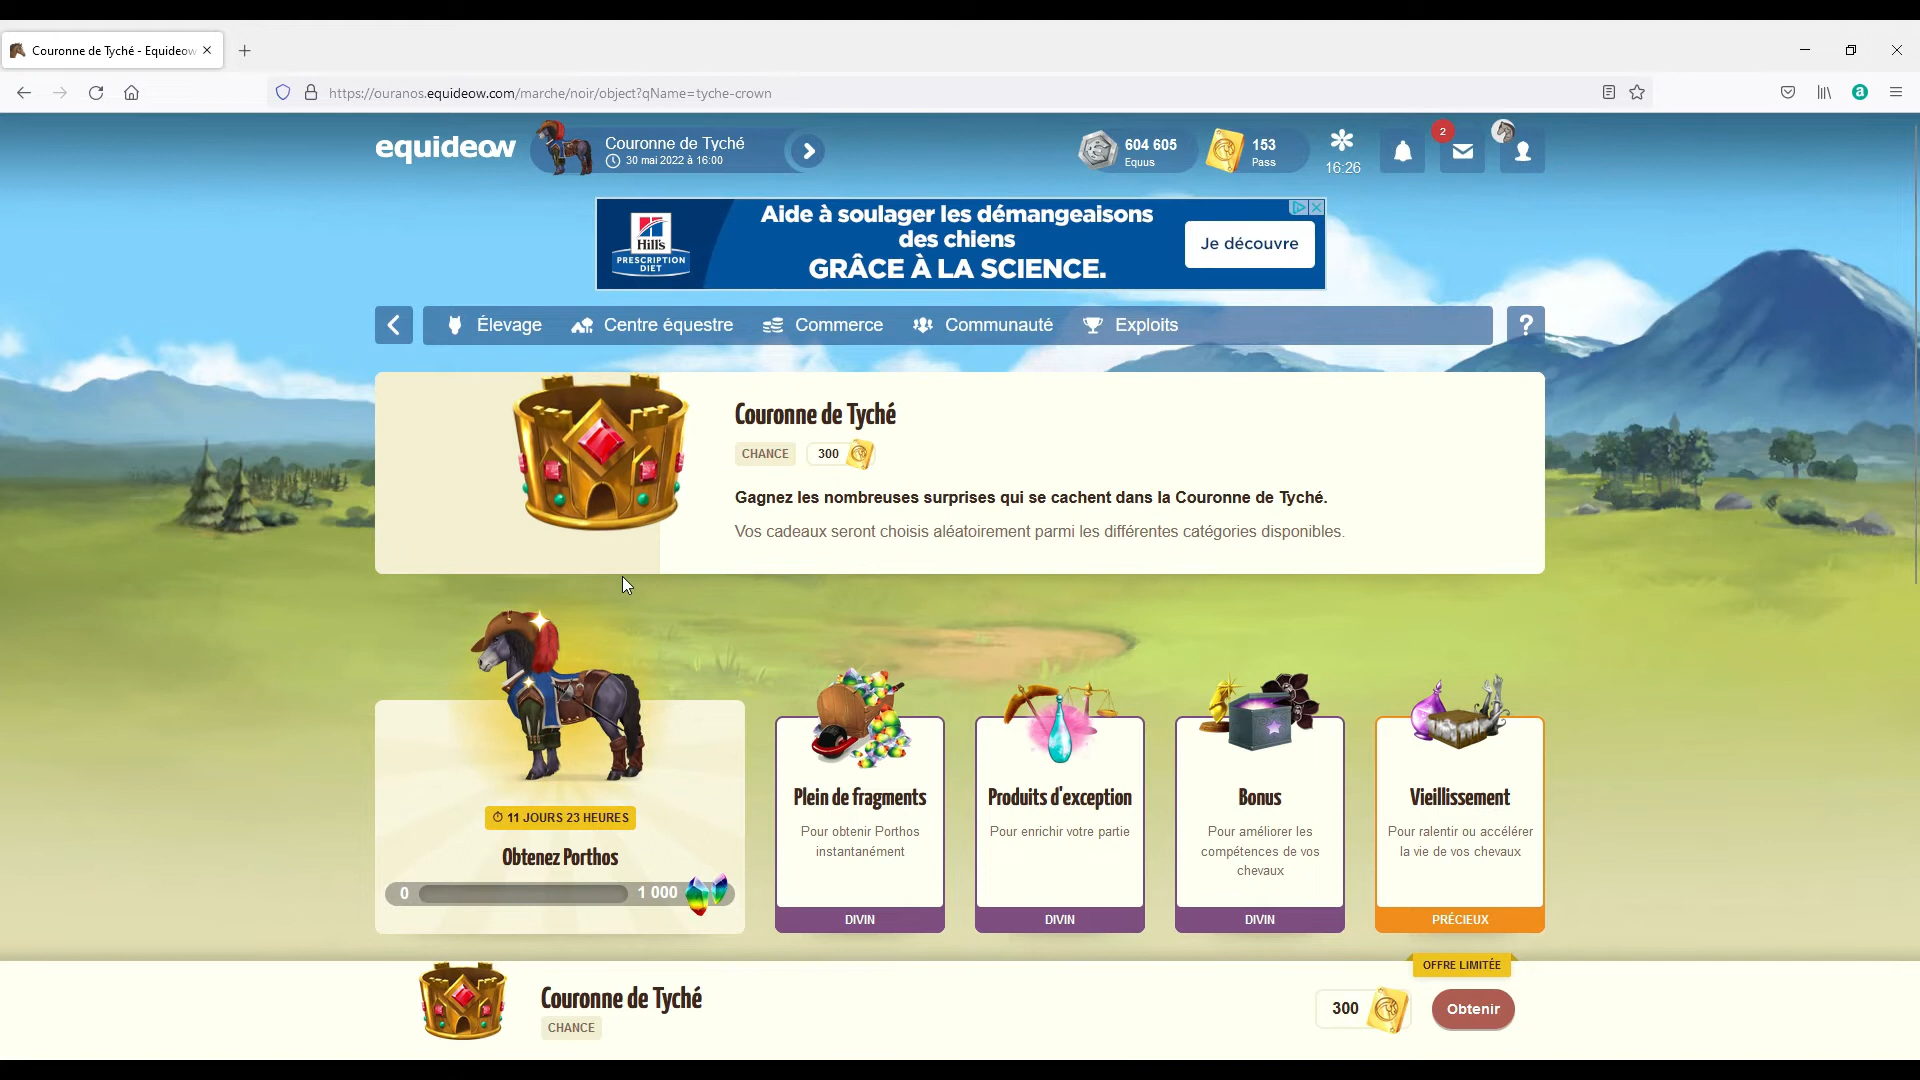 Couronne de Tyché - Equideow
https://ouranos.equideow.com/marche/noir/object?qName=tyche-crown
equideow
Couronne de Tyché
30 mai 2022 à 16:00
604 605
Equus
153
Pass
16:26
2
Hill's
PRESCRIPTION
DIET
Aide à soulager les démangeaisons
des chiens
GRÂCE À LA SCIENCE.
Je découvre
Élevage
Centre équestre
Commerce
Communauté
Exploits
?
Couronne de Tyché
CHANCE
300
Gagnez les nombreuses surprises qui se cachent dans la Couronne de Tyché.
Vos cadeaux seront choisis aléatoirement parmi les différentes catégories disponibles.
11 JOURS 23 HEURES
Obtenez Porthos
0
1 000
Plein de fragments
Pour obtenir Porthos
instantanément
DIVIN
Produits d'exception
Pour enrichir votre partie
DIVIN
Bonus
Pour améliorer les
compétences de vos
chevaux
DIVIN
Vieillissement
Pour ralentir ou accélérer
la vie de vos chevaux
PRÉCIEUX
Couronne de Tyché
CHANCE
OFFRE LIMITÉE
300
Obtenir